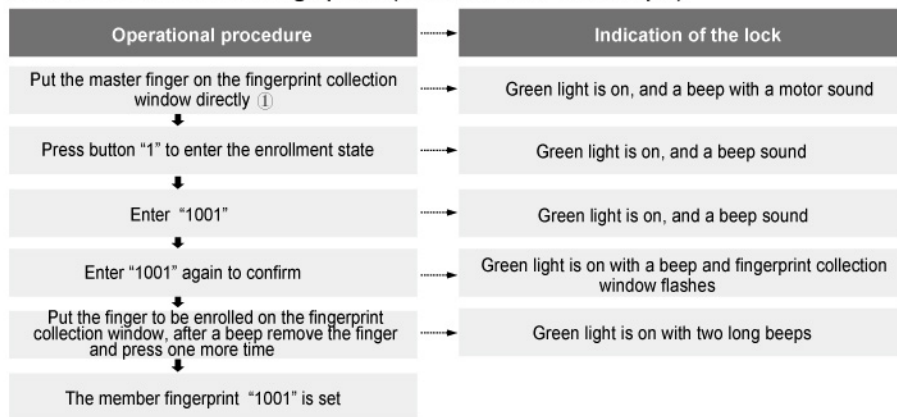 Operational procedure
Indication of the lock
Put the master finger on the fingerprint collection
window directly ①
Green light is on, and a beep with a motor sound
Press button “1” to enter the enrollment state
Green light is on, and a beep sound
Enter “1001”
Green light is on, and a beep sound
Enter “1001” again to confirm
Green light is on with a beep and fingerprint collection
window flashes
Put the finger to be enrolled on the fingerprint
collection window, after a beep remove the finger
and press one more time
Green light is on with two long beeps
The member fingerprint “1001” is set